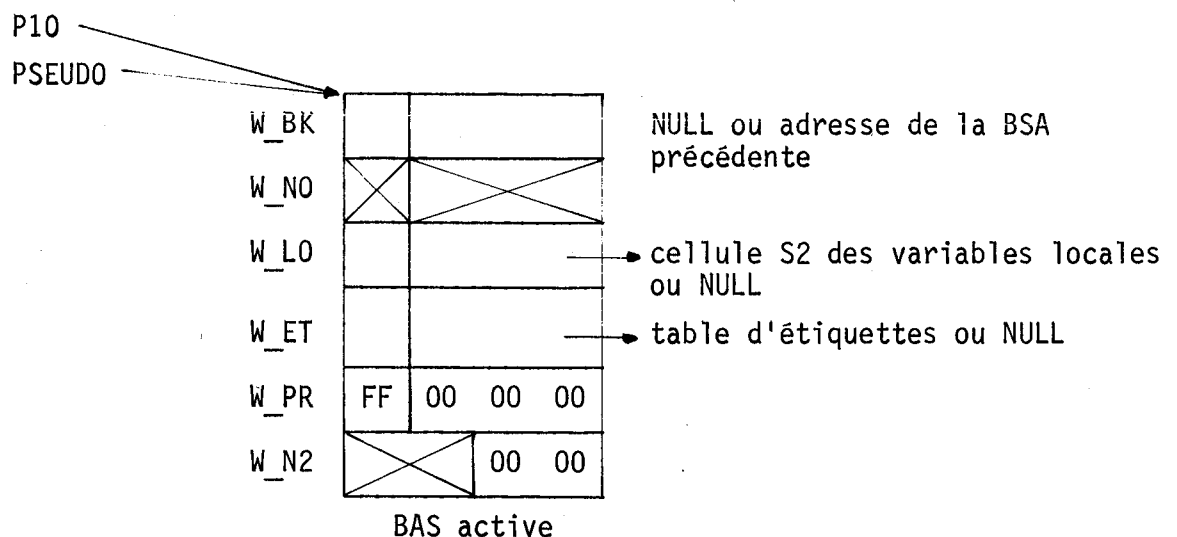 P10
PSEUDO
W_BK NULL ou adresse de la BSA
précédente
W_NO
W_LO cellule S2 des variables locales
ou NULL
W_ET table d'étiquettes ou NULL
W_PR FF 00 00 00
W_N2 00 00
BAS active